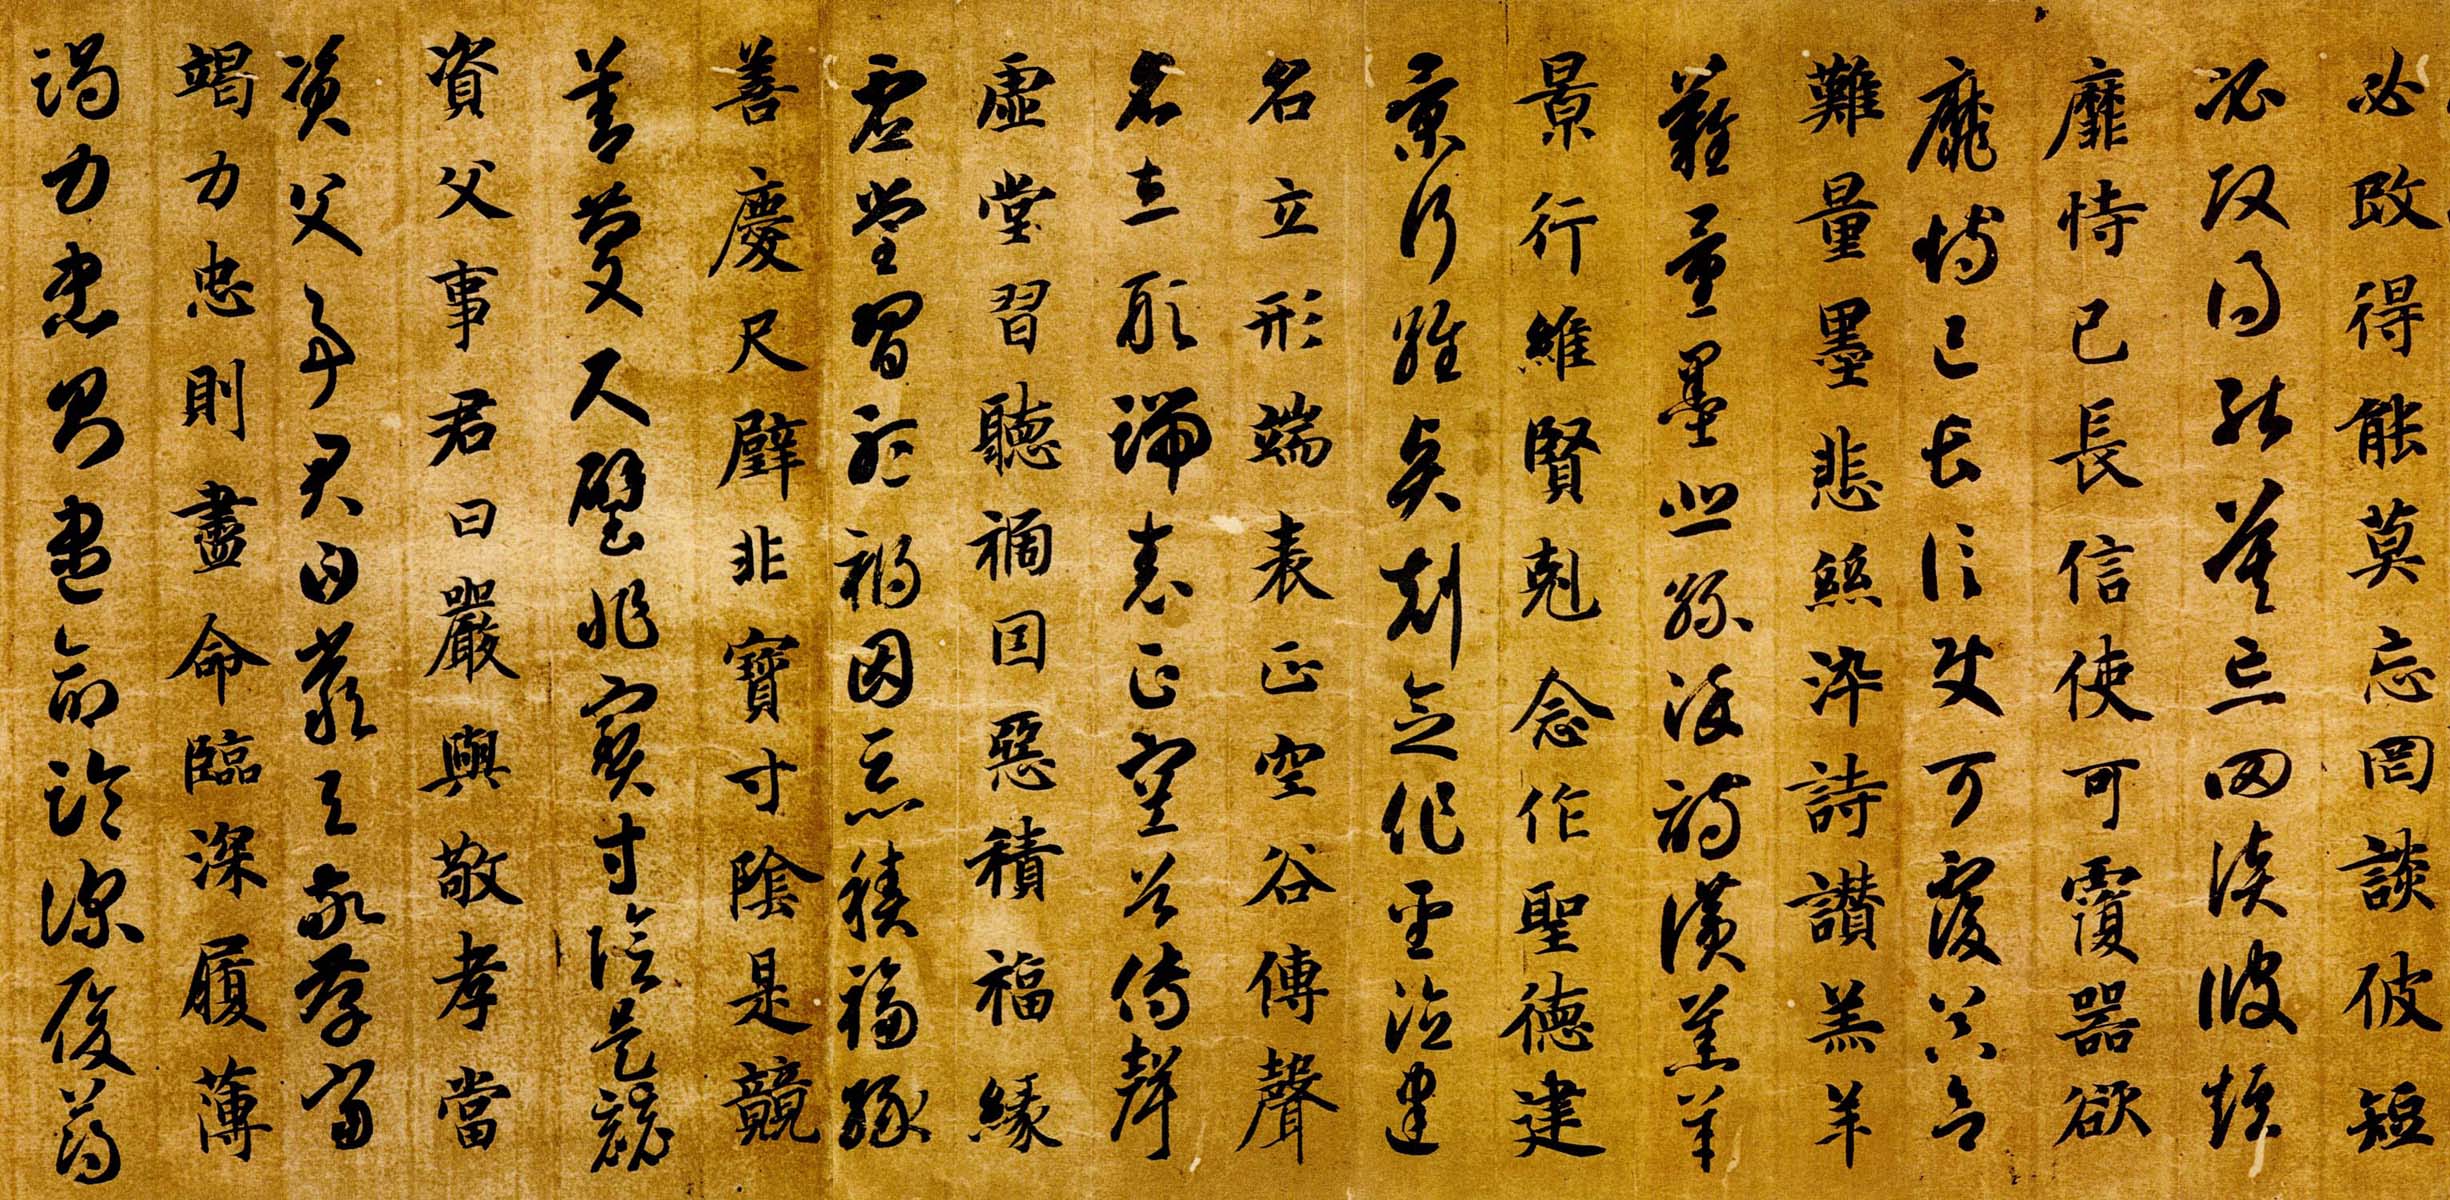 必改得能莫忘罔談彼短
必改得能莫忘罔談彼短
靡恃己長信使可覆器欲
靡恃己長信使可覆器欲
難量墨悲絲染詩讚羔羊
難量墨悲絲染詩讚羔羊
景行維賢剋念作聖德建
景行維賢剋念作聖德建
名立形端表正空谷傳聲
名立形端表正空谷傳聲
虛堂習聽禍因惡積福緣
虛堂習聽禍因惡積福緣
善慶尺璧非寶寸陰是競
善慶尺璧非寶寸陰是競
資父事君曰嚴與敬孝當
資父事君曰嚴與敬孝當
竭力忠則盡命臨深履薄
竭力忠則盡命臨深履薄